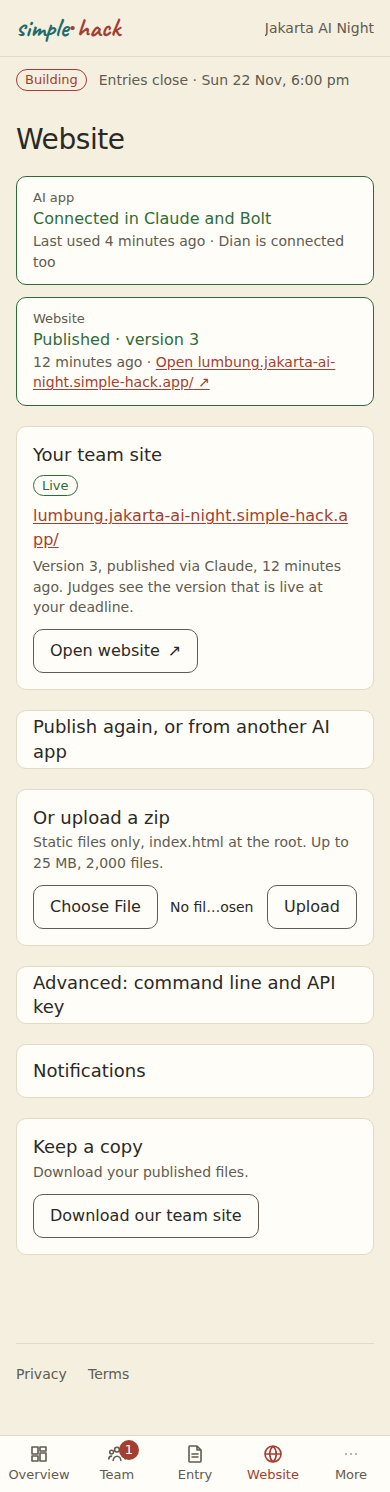 simple·hack
Jakarta AI Night
Building
Entries close · Sun 22 Nov, 6:00 pm
Website
AI app
Connected in Claude and Bolt
Last used 4 minutes ago · Dian is connected
too
Website
Published · version 3
12 minutes ago · Open lumbung.jakarta-ai-
night.simple-hack.app/ ↗
Your team site
Live
lumbung.jakarta-ai-night.simple-hack.a
pp/
Version 3, published via Claude, 12 minutes
ago. Judges see the version that is live at
your deadline.
Open website ↗
Publish again, or from another AI
app
Or upload a zip
Static files only, index.html at the root. Up to
25 MB, 2,000 files.
Choose File
No fil...osen
Upload
Advanced: command line and API
key
Notifications
Keep a copy
Download your published files.
Download our team site
Privacy
Terms
1
Overview
Team
Entry
Website
More